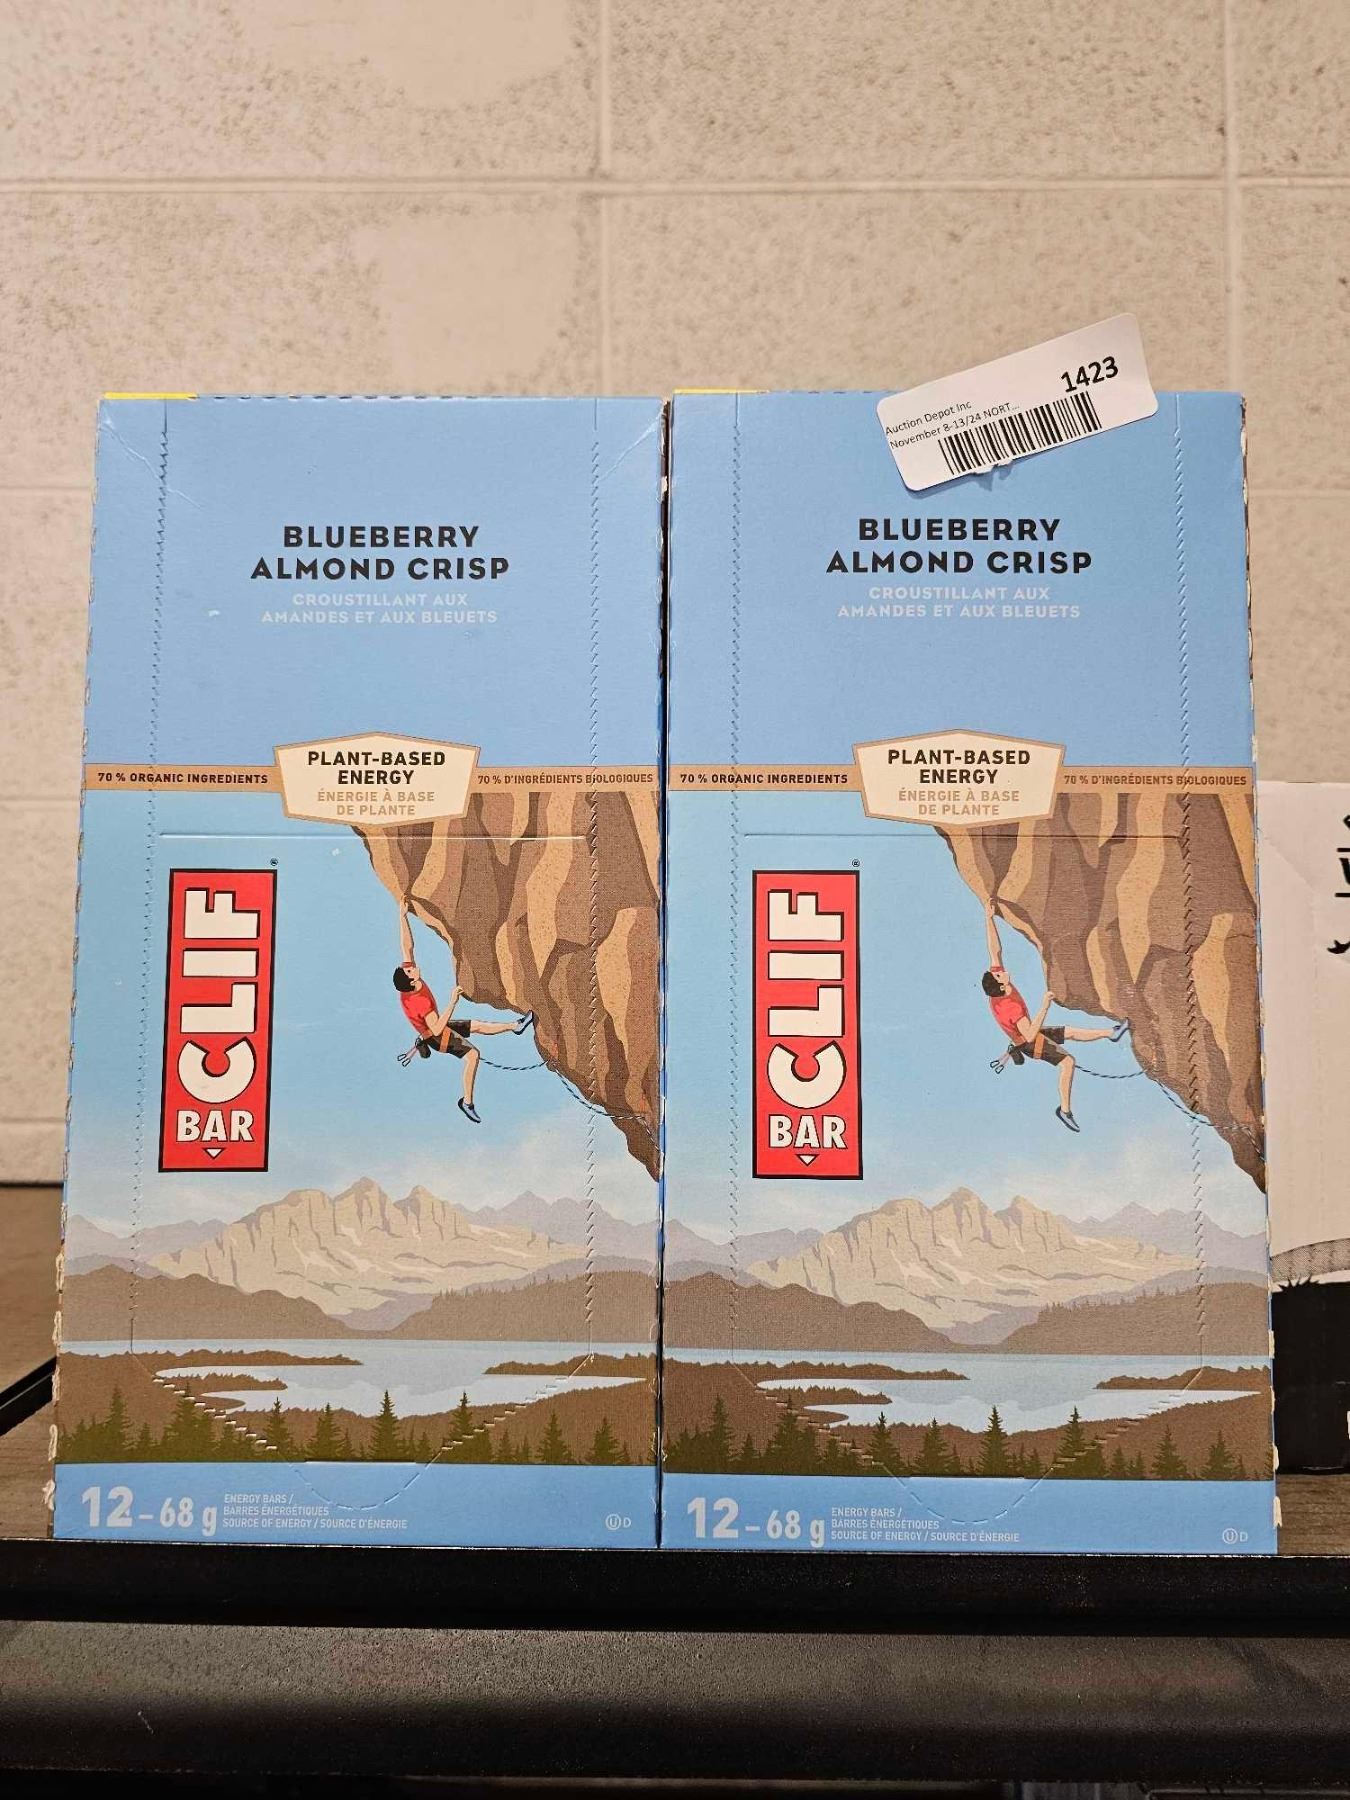 1423
Auction Depot Inc
November 8-13/24 NORT...
BLUEBERRY
ALMOND CRISP
CROUSTILLANT AUX
AMANDES ET AUX BLEUETS
70 % ORGANIC INGREDIENTS
PLANT-BASED
ENERGY
ÉNERGIE À BASE
DE PLANTE
70 % D'INGRÉDIENTS BIOLOGIQUES
CLIF
®
BAR
12-68 g
ENERGY BARS /
BARRES ÉNERGÉTIQUES
SOURCE OF ENERGY / SOURCE D'ÉNERGIE
U D
BLUEBERRY
ALMOND CRISP
CROUSTILLANT AUX
AMANDES ET AUX BLEUETS
70 % ORGANIC INGREDIENTS
PLANT-BASED
ENERGY
ÉNERGIE À BASE
DE PLANTE
70 % D'INGRÉDIENTS BIOLOGIQUES
CLIF
®
BAR
12-68 g
ENERGY BARS /
BARRES ÉNERGÉTIQUES
SOURCE OF ENERGY / SOURCE D'ÉNERGIE
U D